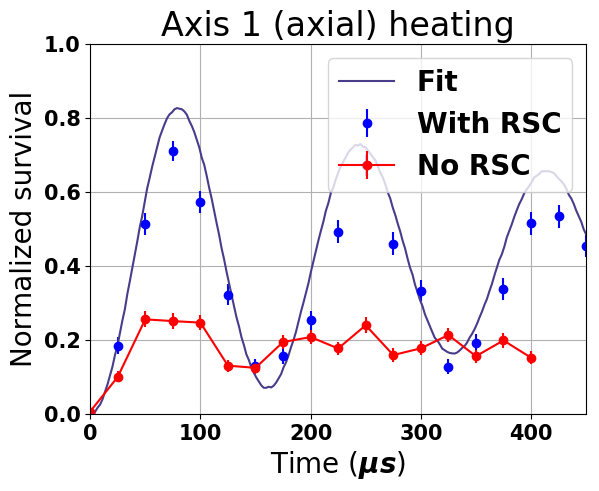 Axis 1 (axial) heating
Normalized survival
1.0
0.8
0.6
0.4
0.2
0.0
Fit
With RSC
No RSC
0 100 200 300 400
Time (μs)